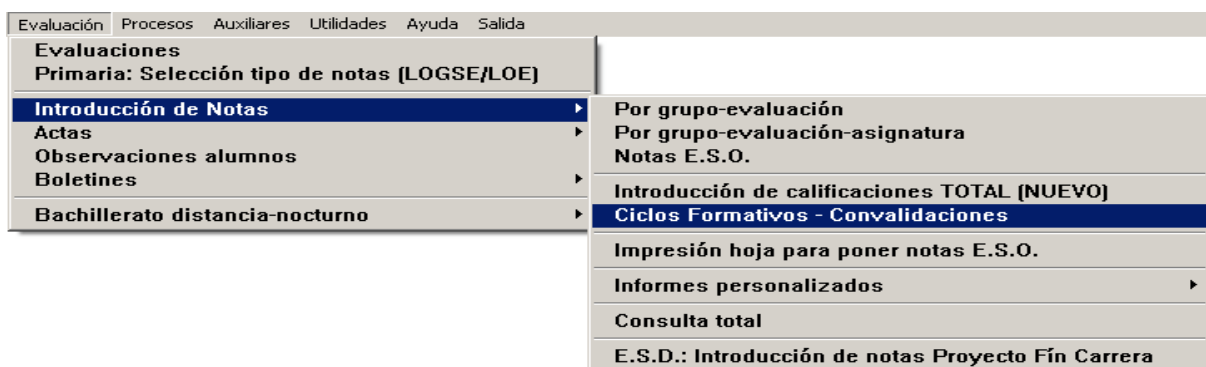 Evaluación Procesos Auxiliares Utilidades Ayuda Salida
Evaluaciones
Primaria: Selección tipo de notas (LOGSE/LOE)
Introducción de Notas
Actas
Observaciones alumnos
Boletines
Bachillerato distancia-nocturno
Por grupo-evaluación
Por grupo-evaluación-asignatura
Notas E.S.O.
Introducción de calificaciones TOTAL (NUEVO)
Ciclos Formativos - Convalidaciones
Impresión hoja para poner notas E.S.O.
Informes personalizados
Consulta total
E.S.D.: Introducción de notas Proyecto Fín Carrera